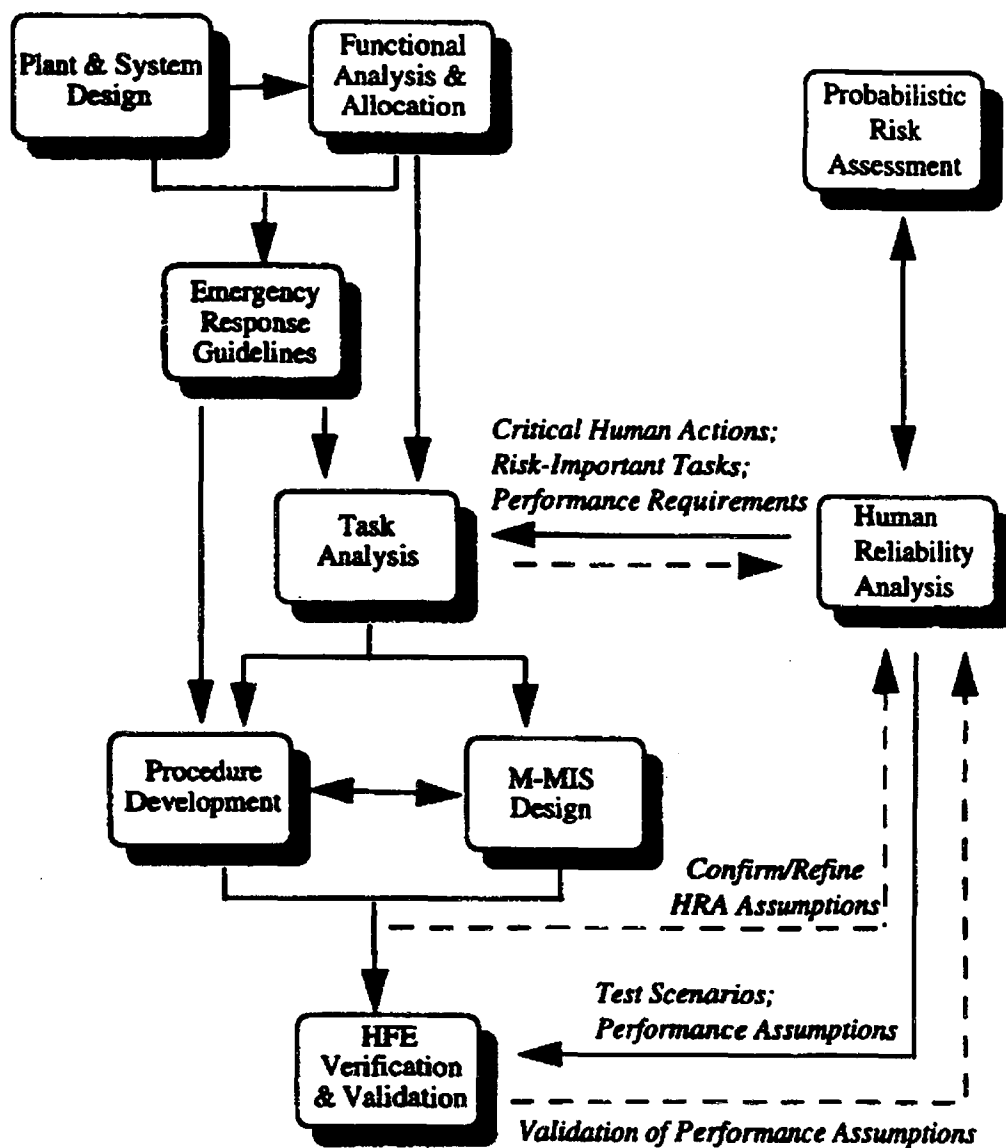 Plant & System
Design
Functional
Analysis &
Allocation
Probabilistic
Risk
Assessment
Emergency
Response
Guidelines
Critical Human Actions;
Risk-Important Tasks;
Performance Requirements
Task
Analysis
Human
Reliability
Analysis
Procedure
Development
M-MIS
Design
Confirm/Refine
HRA Assumptions
Test Scenarios;
Performance Assumptions
HFE
Verification
& Validation
Validation of Performance Assumptions